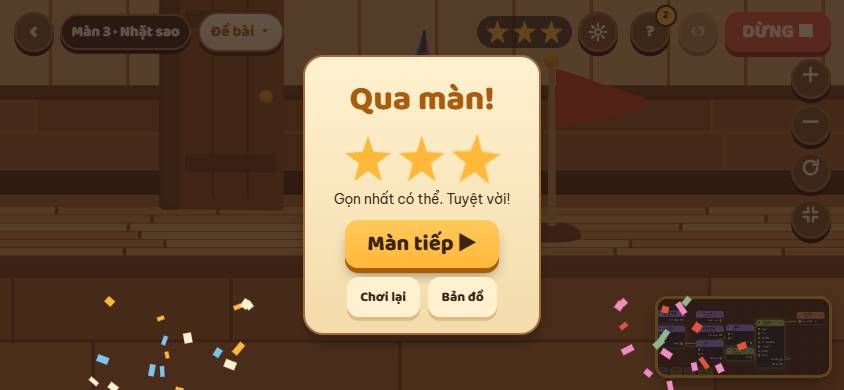 Màn 3 · Nhặt sao
Đề bài
2
?
DỪNG
Qua màn!
Gọn nhất có thể. Tuyệt vời!
Màn tiếp
Chơi lại
Bản đồ